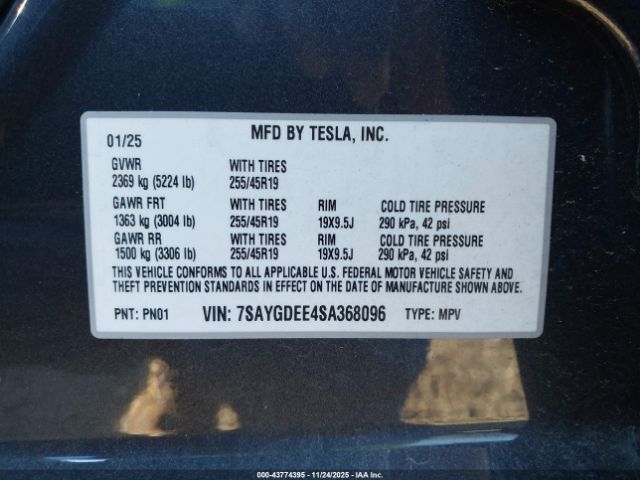 01/25 MFD BY TESLA, INC.
GVWR WITH TIRES
2369 kg (5224 lb) 255/45R19
GAWR FRT WITH TIRES RIM COLD TIRE PRESSURE
1363 kg (3004 lb) 255/45R19 19X9.5J 290 kPa, 42 psi
GAWR RR WITH TIRES RIM COLD TIRE PRESSURE
1500 kg (3306 lb) 255/45R19 19X9.5J 290 kPa, 42 psi
THIS VEHICLE CONFORMS TO ALL APPLICABLE U.S. FEDERAL MOTOR VEHICLE SAFETY AND
THEFT PREVENTION STANDARDS IN EFFECT ON THE DATE OF MANUFACTURE SHOWN ABOVE.
PNT: PN01 VIN: 7SAYGDEE4SA368096 TYPE: MPV
000-43774395 - 11/24/2025 - IAA Inc.